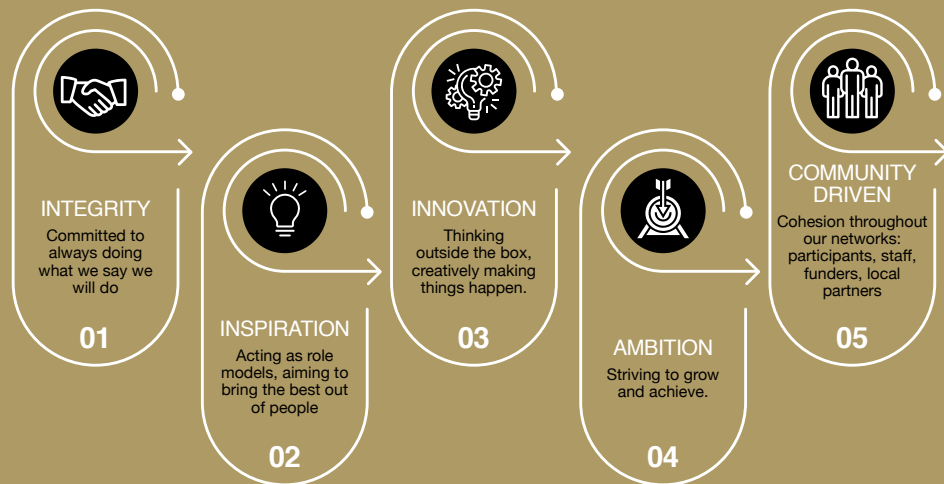 INTEGRITY
Committed to
always doing
what we say we
will do
01
INSPIRATION
Acting as role
models, aiming to
bring the best out
of people
02
INNOVATION
Thinking
outside the box,
creatively making
things happen.
03
AMBITION
Striving to grow
and achieve.
04
COMMUNITY
DRIVEN
Cohesion throughout
our networks:
participants, staff,
funders, local
partners
05